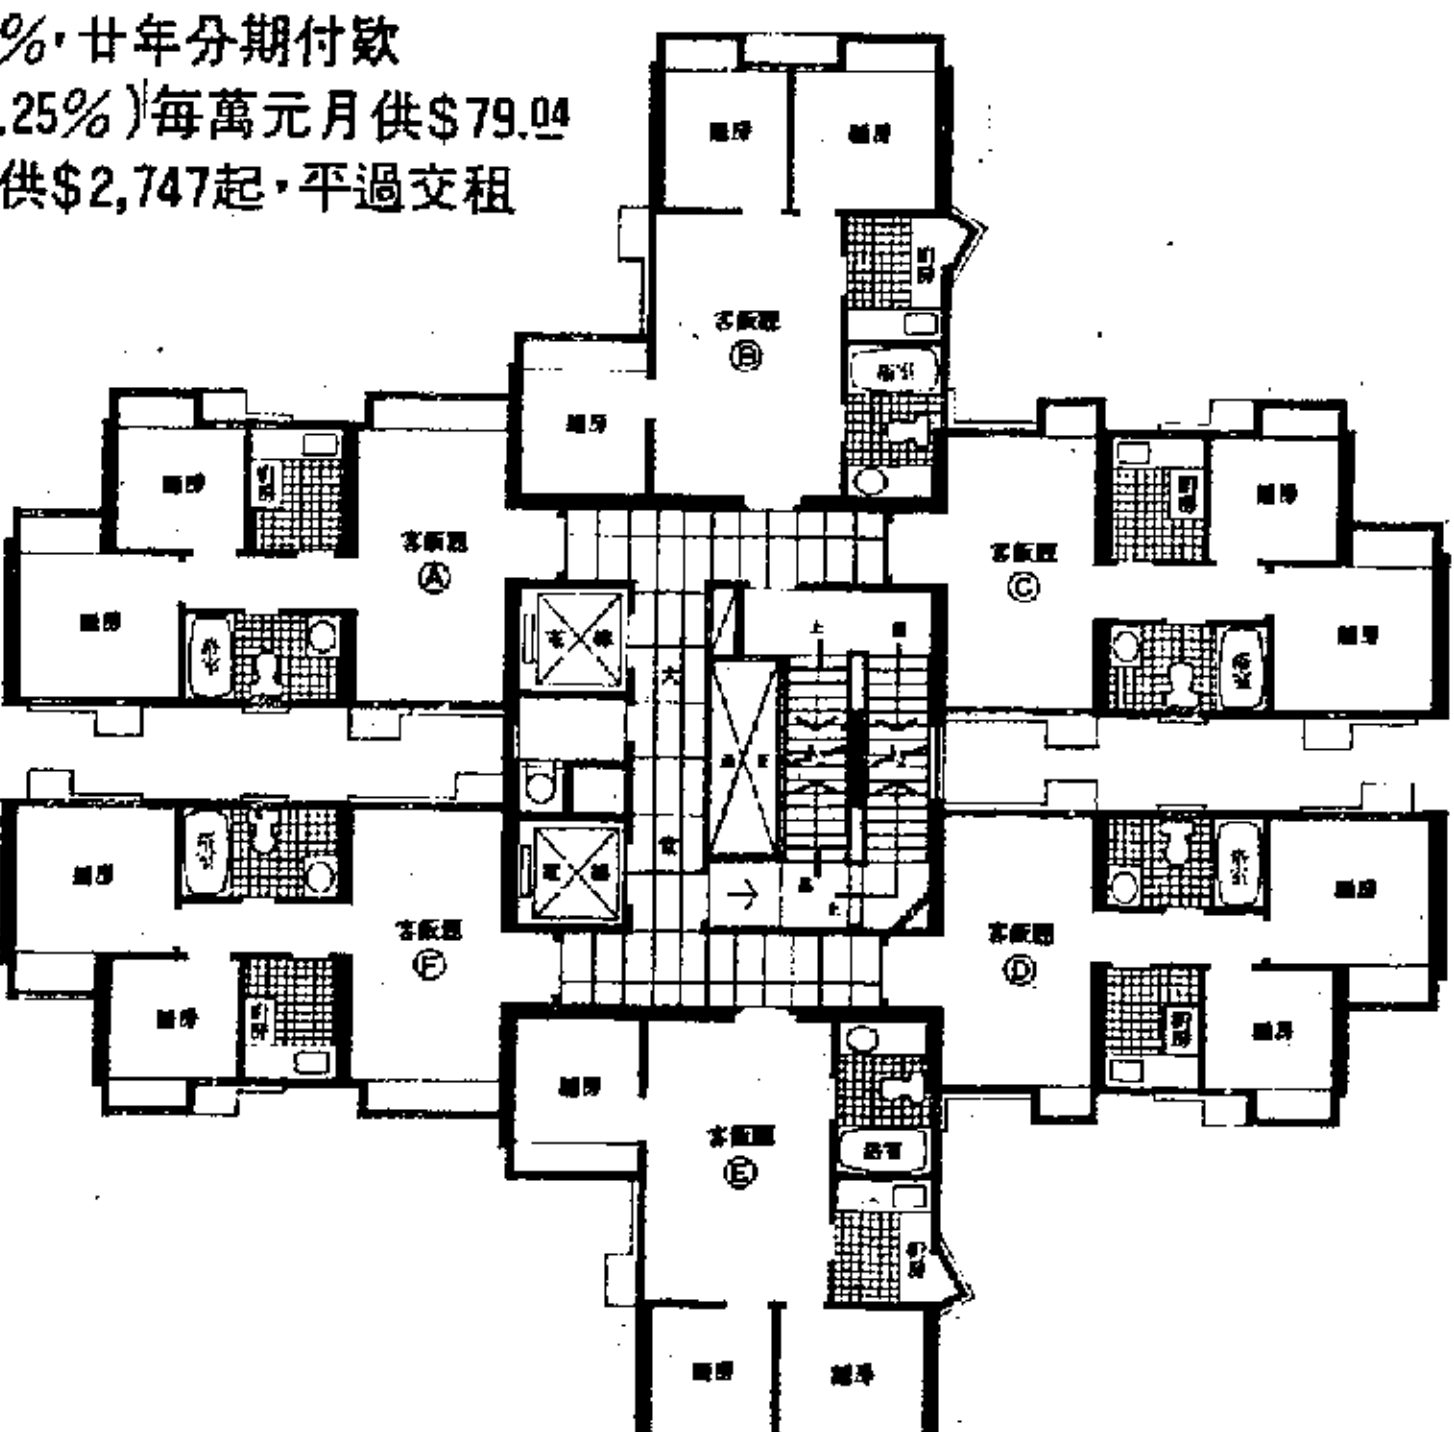 %，廿年分期付欵
.25%）每萬元月供$79.04
供$2,747起，平過交租
睡房
睡房
廚房
客飯廳
Ⓑ
浴室
睡房
睡房
廚房
客飯廳
Ⓐ
睡房
浴室
客飯廳
Ⓒ
廚房
睡房
睡房
浴室
電梯
大
堂
上
電梯
上
睡房
浴室
客飯廳
Ⓕ
睡房
廚房
浴室
睡房
客飯廳
Ⓓ
廚房
睡房
睡房
客飯廳
Ⓔ
浴室
廚房
睡房
睡房